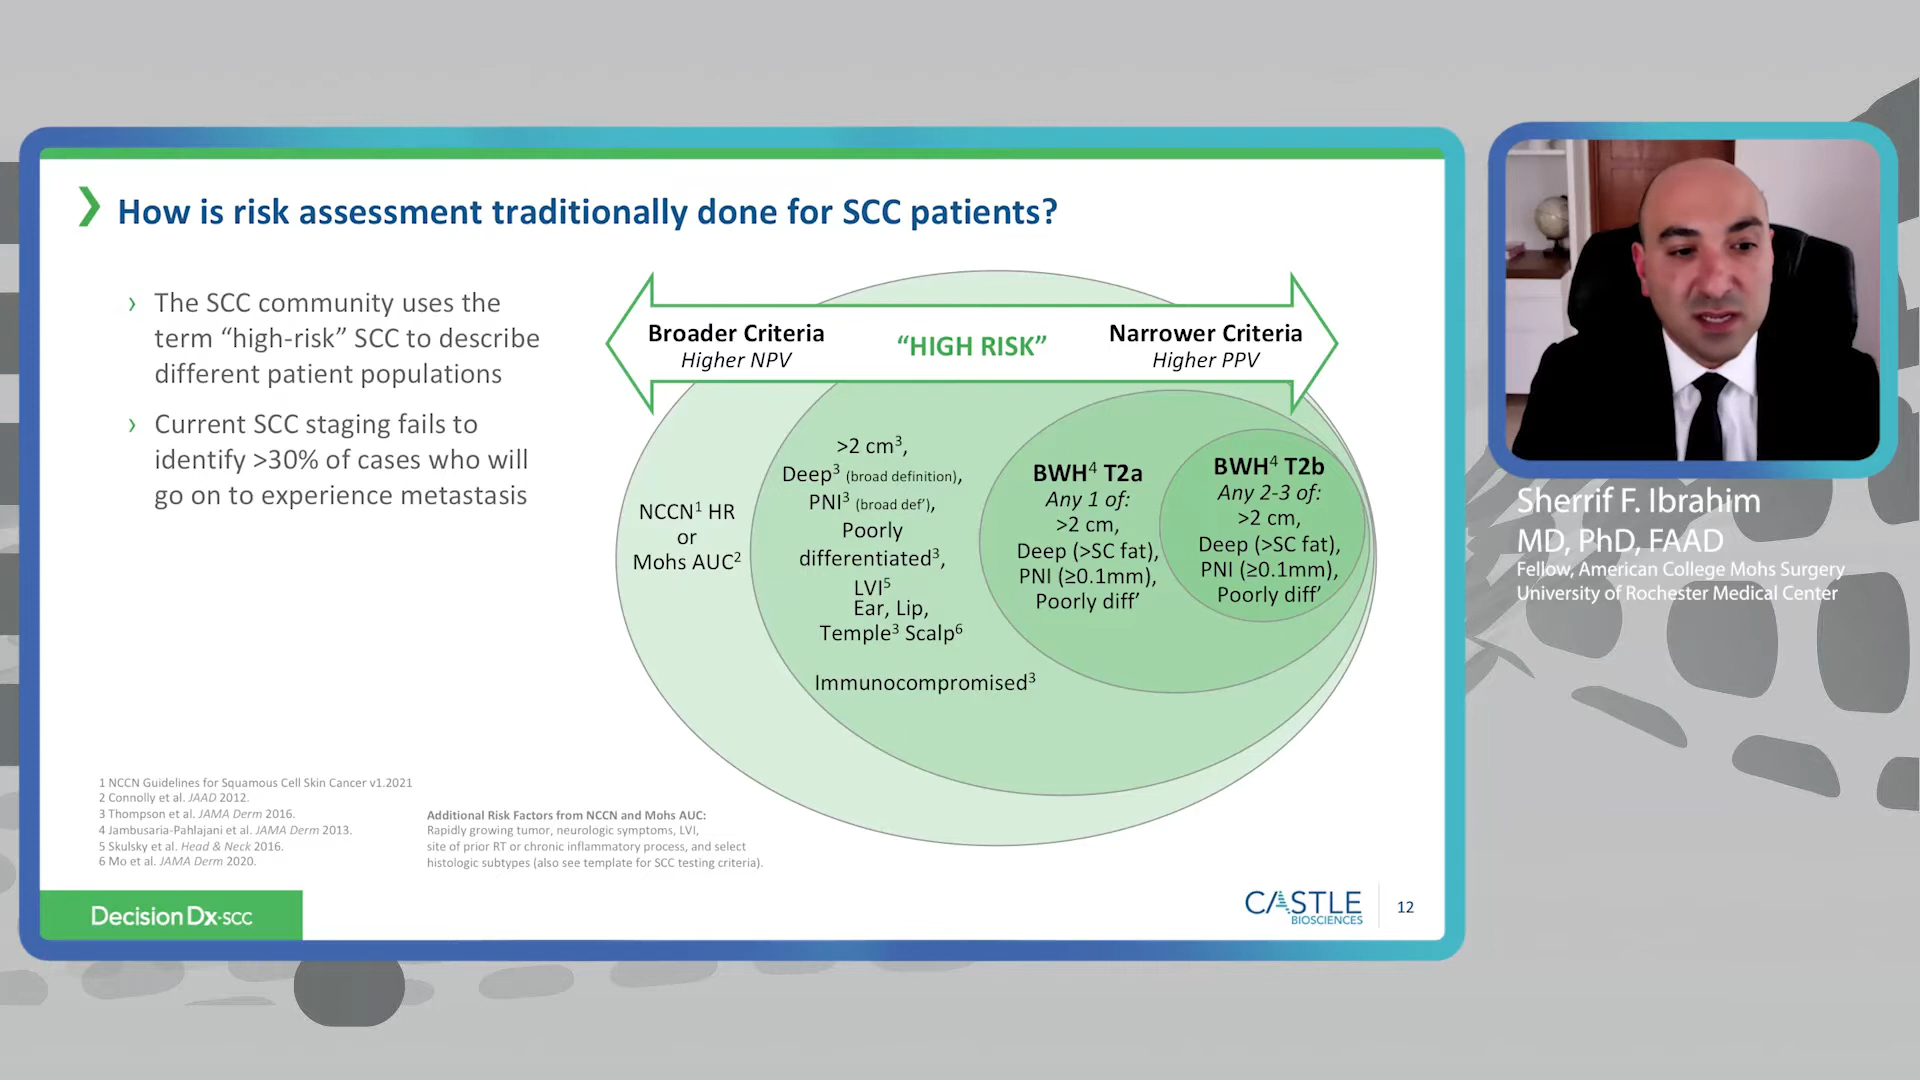 How is risk assessment traditionally done for SCC patients?
› The SCC community uses the
term “high-risk” SCC to describe
different patient populations
› Current SCC staging fails to
identify >30% of cases who will
go on to experience metastasis
Broader Criteria
Higher NPV
“HIGH RISK”
Narrower Criteria
Higher PPV
NCCN1 HR
or
Mohs AUC2
>2 cm3,
Deep3 (broad definition),
PNI3 (broad def’),
Poorly
differentiated3,
LVI5
Ear, Lip,
Temple3 Scalp6
Immunocompromised3
BWH4 T2a
Any 1 of:
>2 cm,
Deep (>SC fat),
PNI (≥0.1mm),
Poorly diff’
BWH4 T2b
Any 2-3 of:
>2 cm,
Deep (>SC fat),
PNI (≥0.1mm),
Poorly diff’
1 NCCN Guidelines for Squamous Cell Skin Cancer v1.2021
2 Connolly et al. JAAD 2012.
3 Thompson et al. JAMA Derm 2016.
4 Jambusaria-Pahlajani et al. JAMA Derm 2013.
5 Skulsky et al. Head & Neck 2016.
6 Mo et al. JAMA Derm 2020.
Additional Risk Factors from NCCN and Mohs AUC:
Rapidly growing tumor, neurologic symptoms, LVI,
site of prior RT or chronic inflammatory process, and select
histologic subtypes (also see template for SCC testing criteria).
DecisionDx-SCC
CASTLE
BIOSCIENCES
12
Sherrif F. Ibrahim
MD, PhD, FAAD
Fellow, American College Mohs Surgery
University of Rochester Medical Center